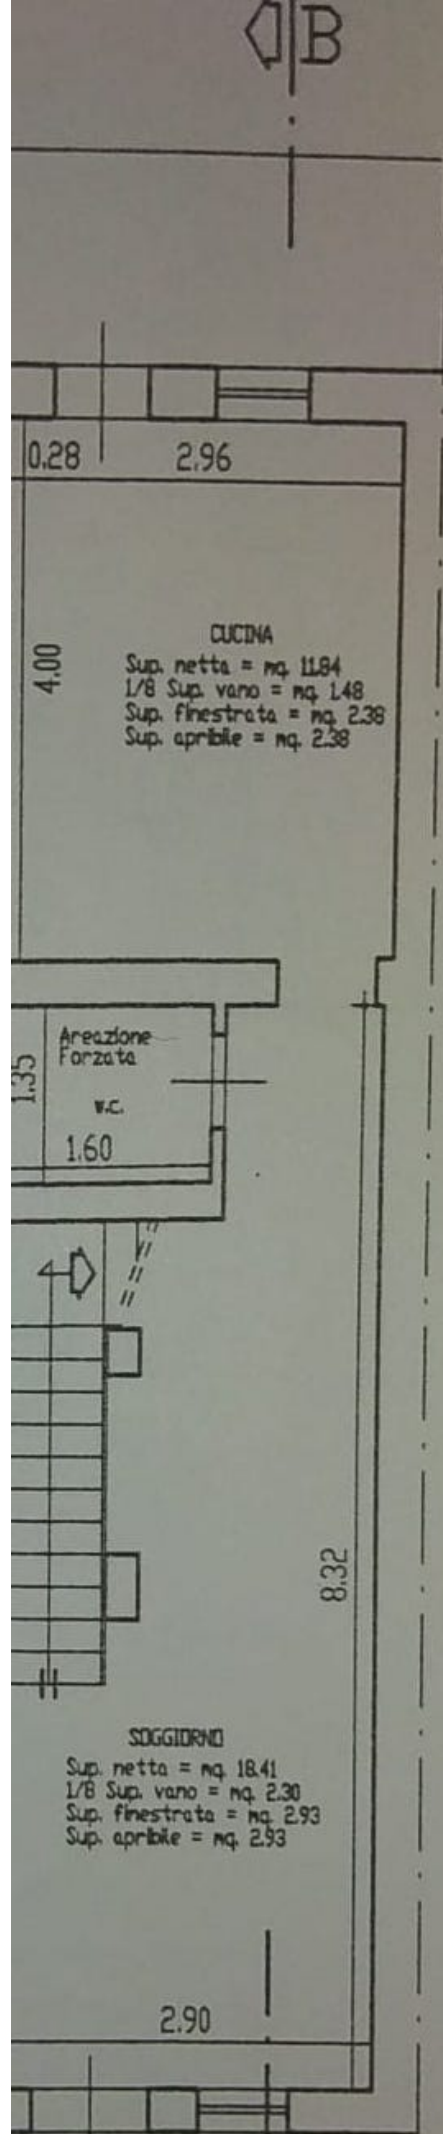 B
0.28
2.96
4.00
CUCINA
Sup. netta = mq. 11.84
1/8 Sup. vano = mq. 1.48
Sup. finestrata = mq. 2.38
Sup. apribile = mq. 2.38
Areazione
Forzata
1.35
w.c.
1.60
8.32
SOGGIORNO
Sup. netta = mq. 18.41
1/8 Sup. vano = mq. 2.30
Sup. finestrata = mq. 2.93
Sup. apribile = mq. 2.93
2.90